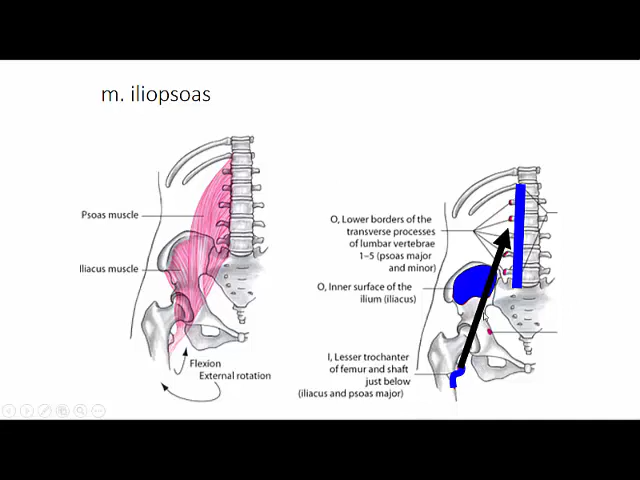 m. iliopsoas
Psoas muscle
Iliacus muscle
Flexion
External rotation
O, Lower borders of the
transverse processes
of lumbar vertebrae
1–5 (psoas major
and minor)
O, Inner surface of the
ilium (iliacus)
I, Lesser trochanter
of femur and shaft
just below
(iliacus and psoas major)